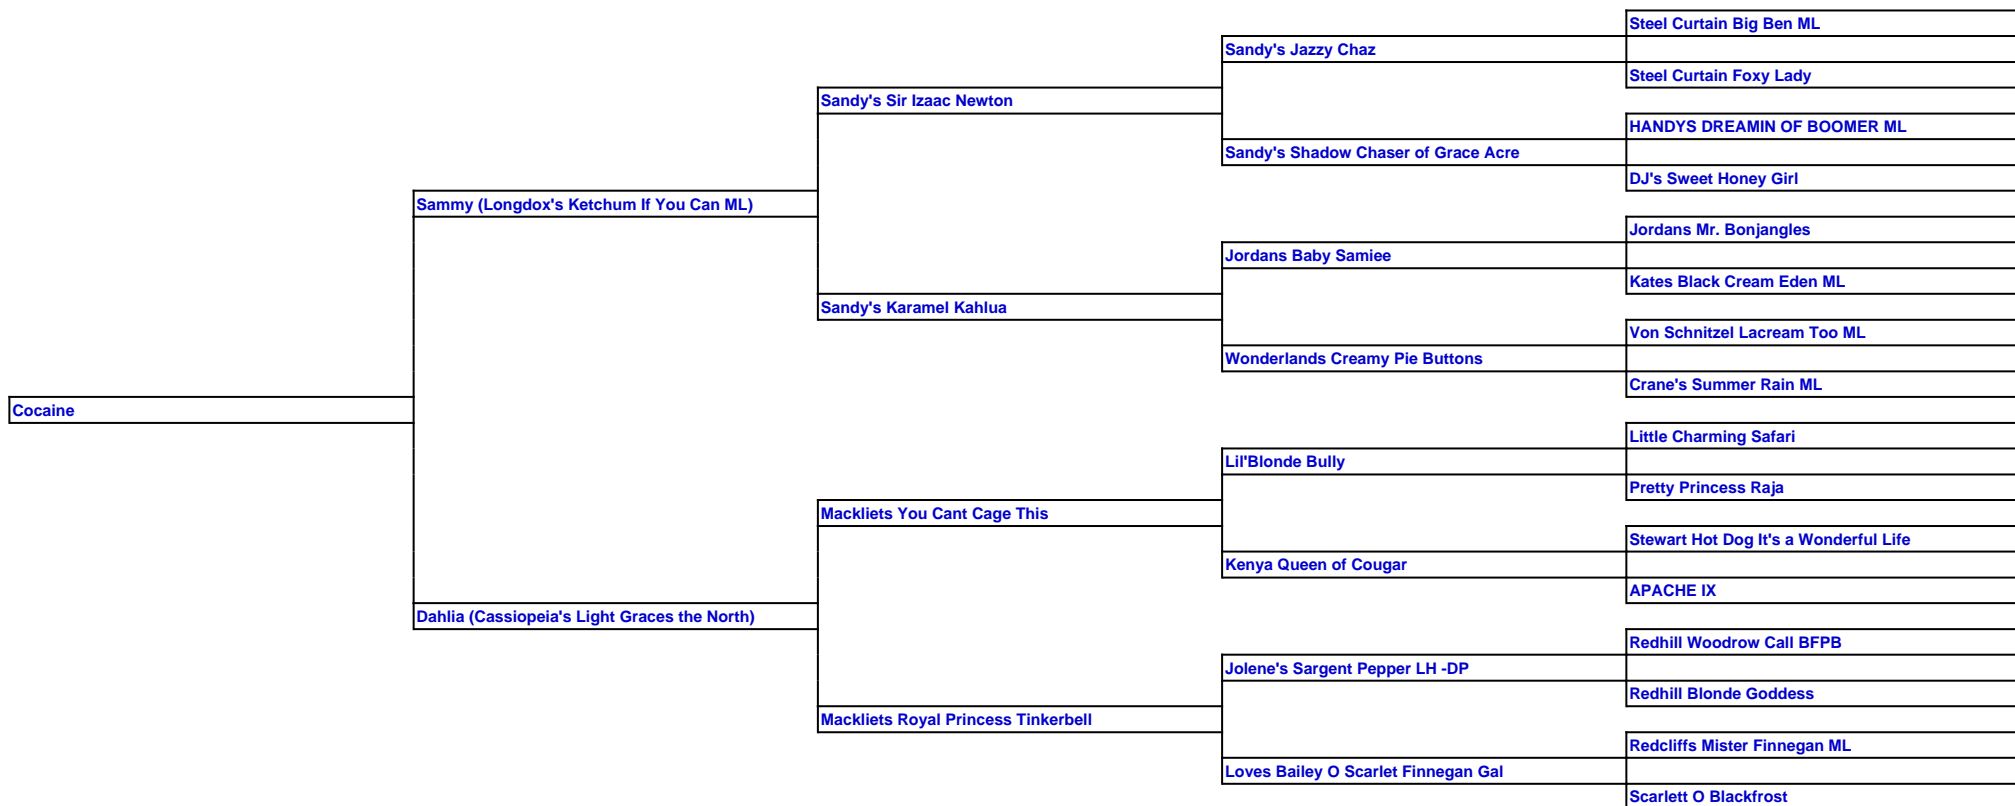 Steel Curtain Big Ben ML
Sandy's Jazzy Chaz
Steel Curtain Foxy Lady
Sandy's Sir Izaac Newton
HANDYS DREAMIN OF BOOMER ML
Sandy's Shadow Chaser of Grace Acre
DJ's Sweet Honey Girl
Sammy (Longdox's Ketchum If You Can ML)
Jordans Mr. Bonjangles
Jordans Baby Samiee
Kates Black Cream Eden ML
Sandy's Karamel Kahlua
Von Schnitzel Lacream Too ML
Wonderlands Creamy Pie Buttons
Crane's Summer Rain ML
Cocaine
Little Charming Safari
Lil'Blonde Bully
Pretty Princess Raja
Mackliets You Cant Cage This
Stewart Hot Dog It's a Wonderful Life
Kenya Queen of Cougar
APACHE IX
Dahlia (Cassiopeia's Light Graces the North)
Redhill Woodrow Call BFPB
Jolene's Sargent Pepper LH -DP
Redhill Blonde Goddess
Mackliets Royal Princess Tinkerbell
Redcliffs Mister Finnegan ML
Loves Bailey O Scarlet Finnegan Gal
Scarlett O Blackfrost